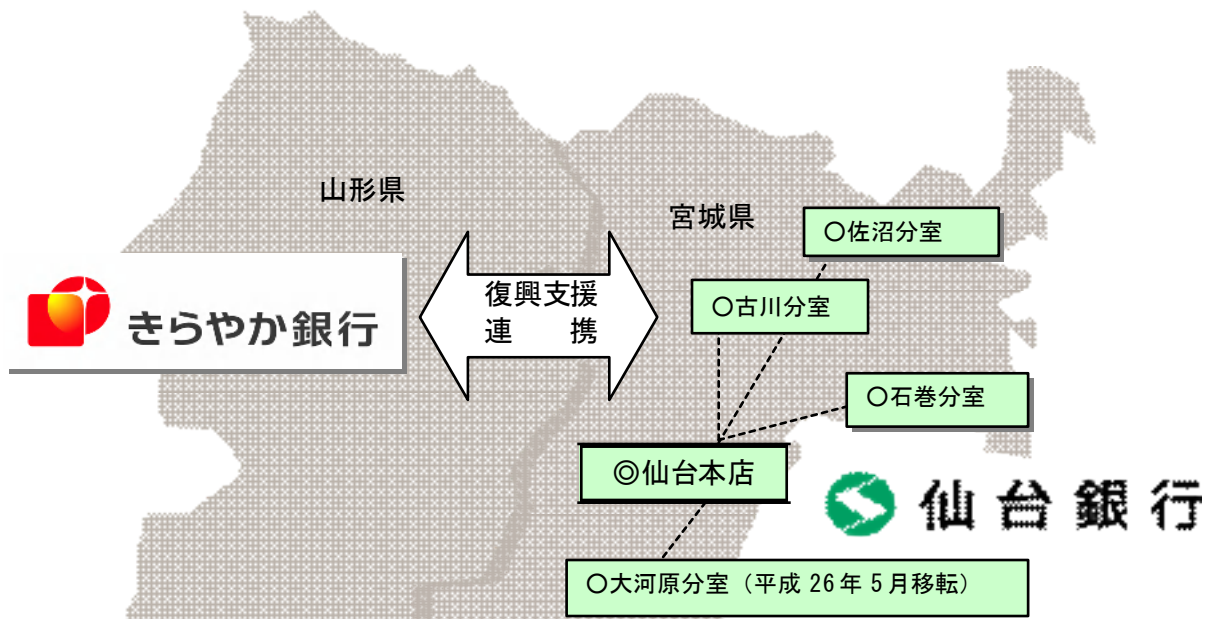 山形県
宮城県
〇佐沼分室
きらやか銀行
復興支援
連　　携
〇古川分室
〇石巻分室
◎仙台本店
仙台銀行
〇大河原分室（平成 26 年 5 月移転）